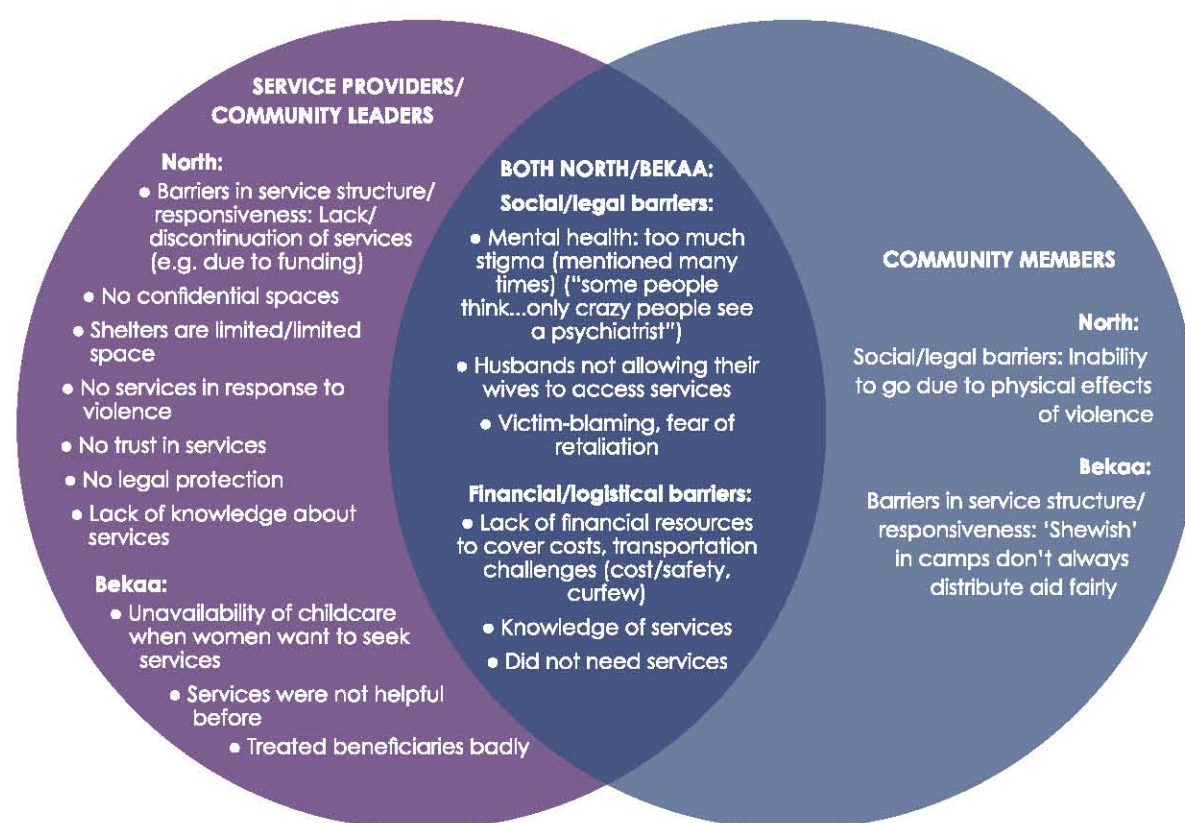 SERVICE PROVIDERS/
COMMUNITY LEADERS
North:
• Barriers in service structure/
responsiveness: Lack/
discontinuation of services
(e.g. due to funding)
• No confidential spaces
• Shelters are limited/limited
space
• No services in response to
violence
• No trust in services
• No legal protection
• Lack of knowledge about
services
Bekaa:
• Unavailability of childcare
when women want to seek
services
• Services were not helpful
before
• Treated beneficiaries badly
BOTH NORTH/BEKAA:
Social/legal barriers:
• Mental health: too much
stigma (mentioned many
times) (“some people
think...only crazy people see
a psychiatrist”)
• Husbands not allowing their
wives to access services
• Victim-blaming, fear of
retaliation
Financial/logistical barriers:
• Lack of financial resources
to cover costs, transportation
challenges (cost/safety,
curfew)
• Knowledge of services
• Did not need services
COMMUNITY MEMBERS
North:
Social/legal barriers: Inability
to go due to physical effects
of violence
Bekaa:
Barriers in service structure/
responsiveness: ‘Shewish’
in camps don’t always
distribute aid fairly